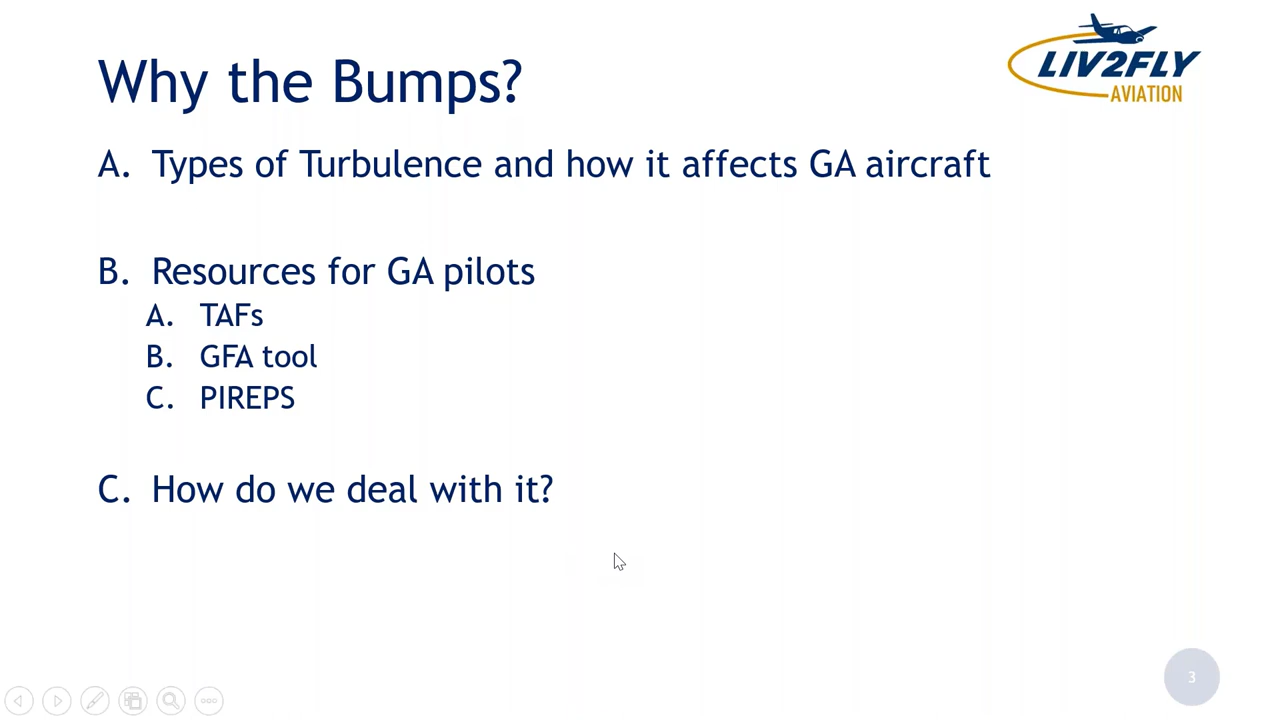 LIV2FLY
AVIATION
Why the Bumps?
A. Types of Turbulence and how it affects GA aircraft
B. Resources for GA pilots
A. TAFs
B. GFA tool
C. PIREPS
C. How do we deal with it?
3